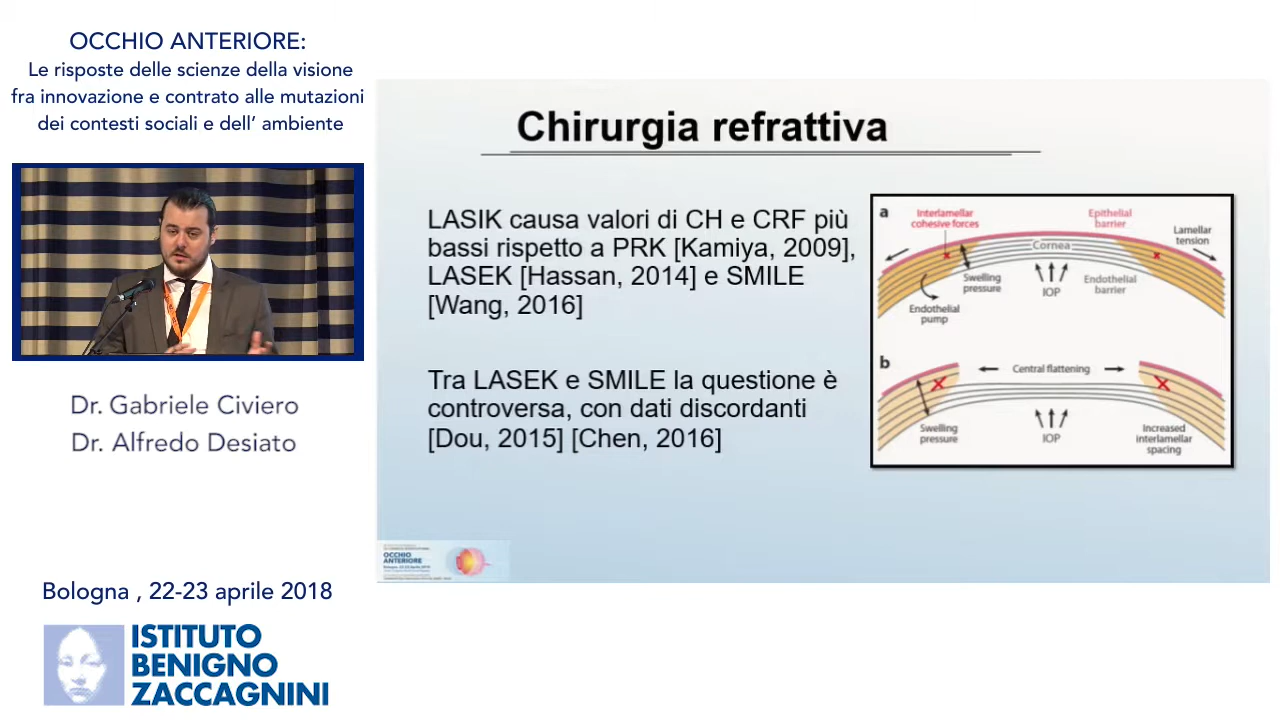 OCCHIO ANTERIORE:
Le risposte delle scienze della visione
fra innovazione e contrato alle mutazioni
dei contesti sociali e dell' ambiente
Dr. Gabriele Civiero
Dr. Alfredo Desiato
Bologna , 22-23 aprile 2018
ISTITUTO
BENIGNO
ZACCAGNINI
Chirurgia refrattiva
LASIK causa valori di CH e CRF più
bassi rispetto a PRK [Kamiya, 2009],
LASEK [Hassan, 2014] e SMILE
[Wang, 2016]
Tra LASEK e SMILE la questione è
controversa, con dati discordanti
[Dou, 2015] [Chen, 2016]
a
Interlamellar
cohesive forces
Epithelial
barrier
Lamellar
tension
Cornea
Swelling
pressure
IOP
Endothelial
barrier
Endothelial
pump
b
Central flattening
Swelling
pressure
IOP
Increased
interlamellar
spacing
OCCHIO
ANTERIORE